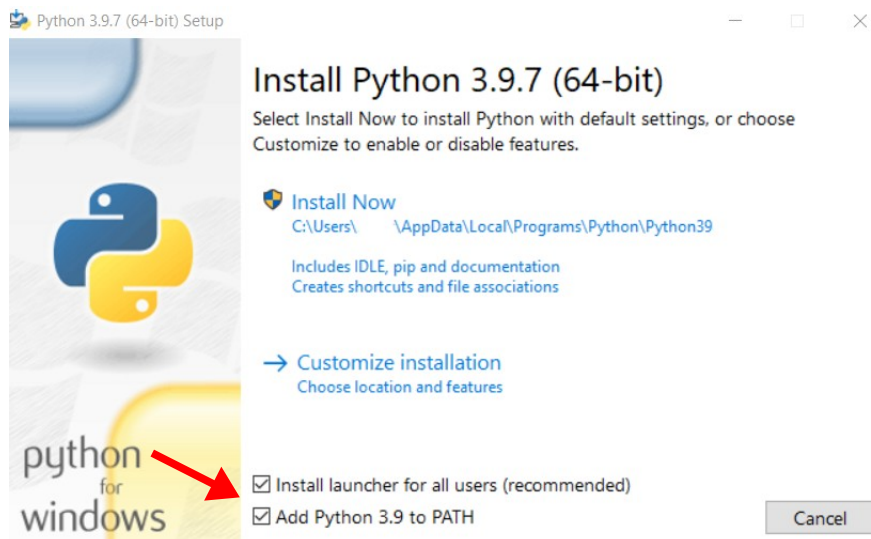 Python 3.9.7 (64-bit) Setup
Install Python 3.9.7 (64-bit)
Select Install Now to install Python with default settings, or choose
Customize to enable or disable features.
Install Now
C:\Users\ \AppData\Local\Programs\Python\Python39
Includes IDLE, pip and documentation
Creates shortcuts and file associations
Customize installation
Choose location and features
python
for
windows
Install launcher for all users (recommended)
Add Python 3.9 to PATH
Cancel